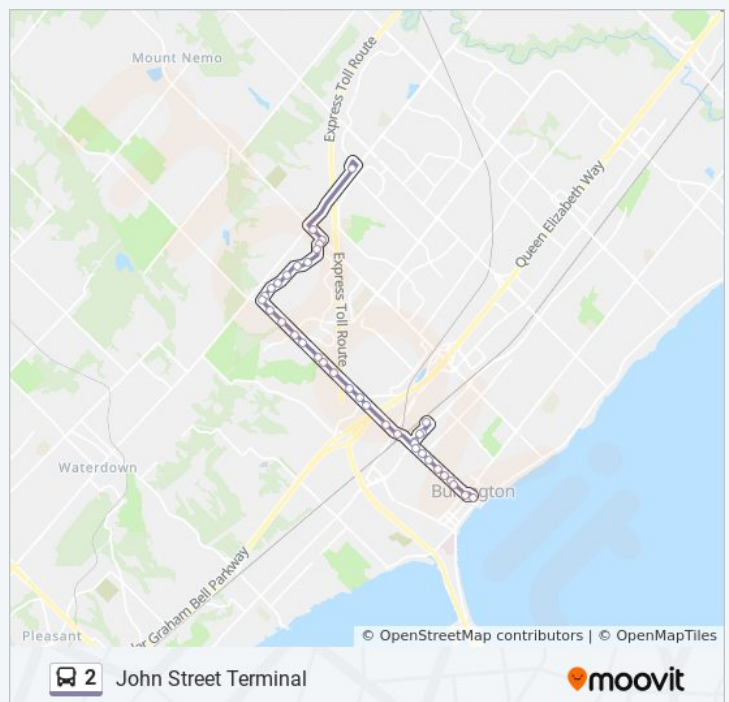 Mount Nemo
Express Toll Route
Queen Elizabeth Way
Express Toll Route
Waterdown
Burlington
Graham Bell Parkway
Pleasant
© OpenStreetMap contributors | © OpenMapTiles
2 John Street Terminal
moovit